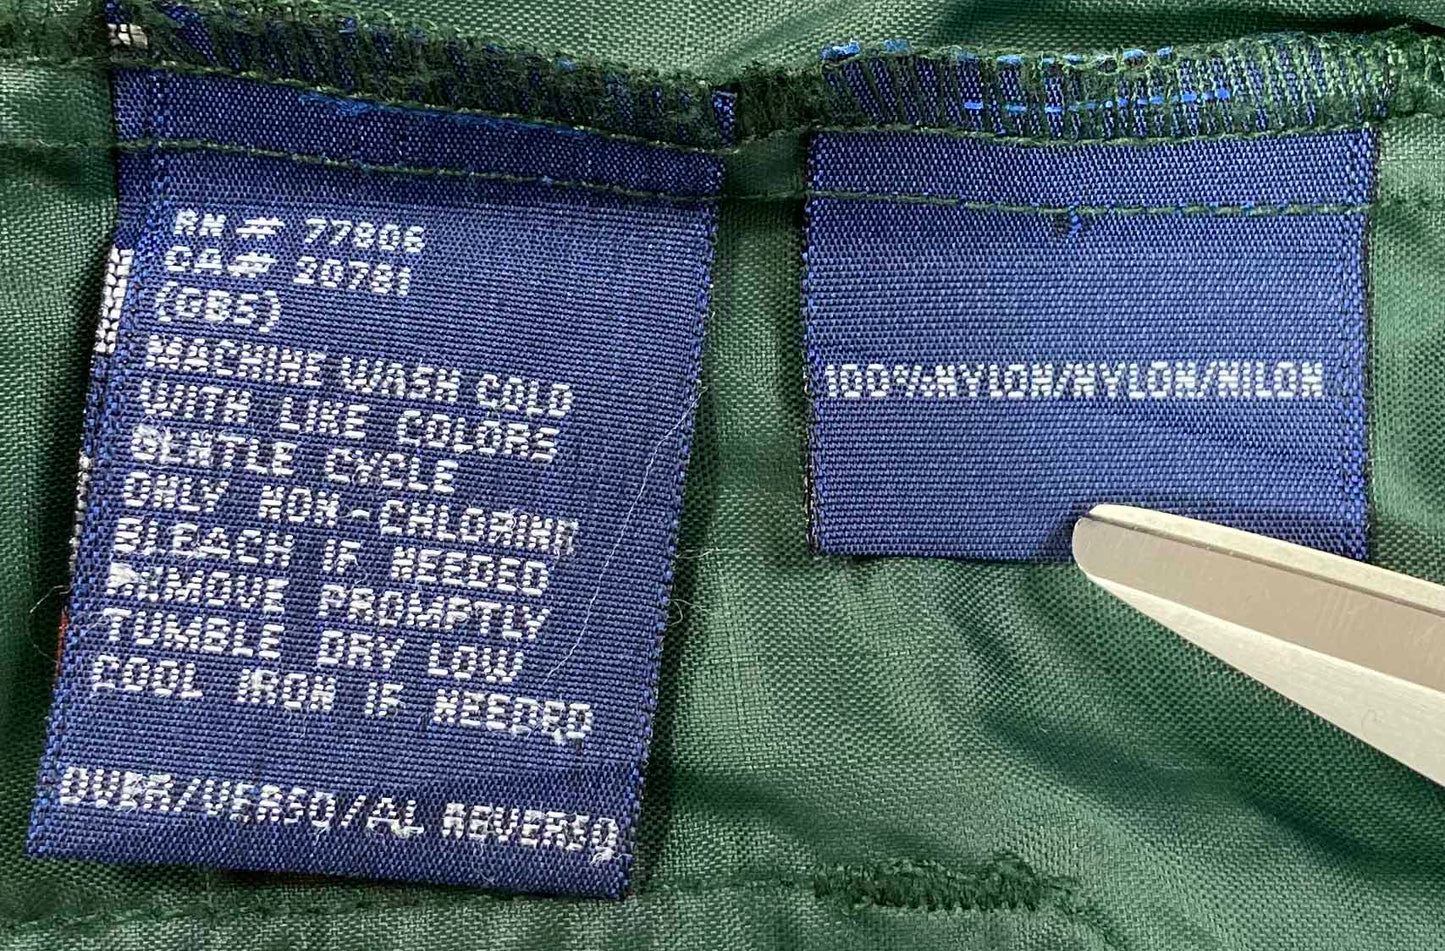 RN # 77806
CA# 20781
(GBS)
MACHINE WASH COLD
WITH LIKE COLORS
GENTLE CYCLE
ONLY NON-CHLORINE
BLEACH IF NEEDED
REMOVE PROMPTLY
TUMBLE DRY LOW
COOL IRON IF NEEDED
OVER/VERSO/AL REVERSO
100%NYLON/NYLON/NILON